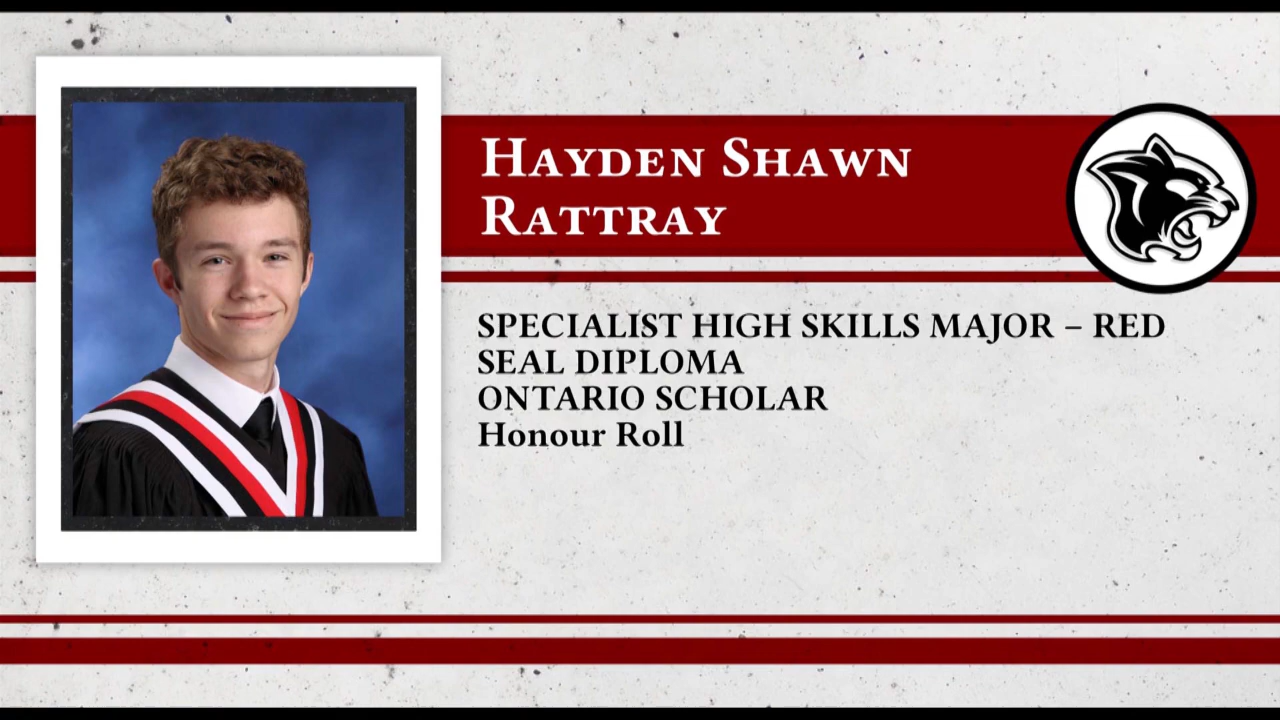 Hayden Shawn
Rattray
SPECIALIST HIGH SKILLS MAJOR – RED
SEAL DIPLOMA
ONTARIO SCHOLAR
Honour Roll